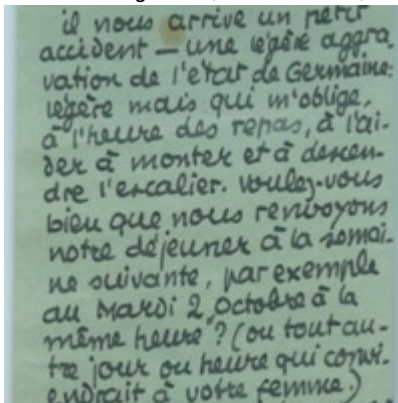 il nous arrive un petit
accident — une légère aggra-
vation de l'état de Germaine:
légère mais qui m'oblige,
à l'heure des repas, à l'ai-
der à monter et à descen-
dre l'escalier. Voulez-vous
bien que nous renvoyons
notre déjeuner à la semai-
ne suivante, par exemple
au Mardi 2 Octobre à la
même heure? (ou tout au-
tre jour ou heure qui convi-
endrait à votre femme.)